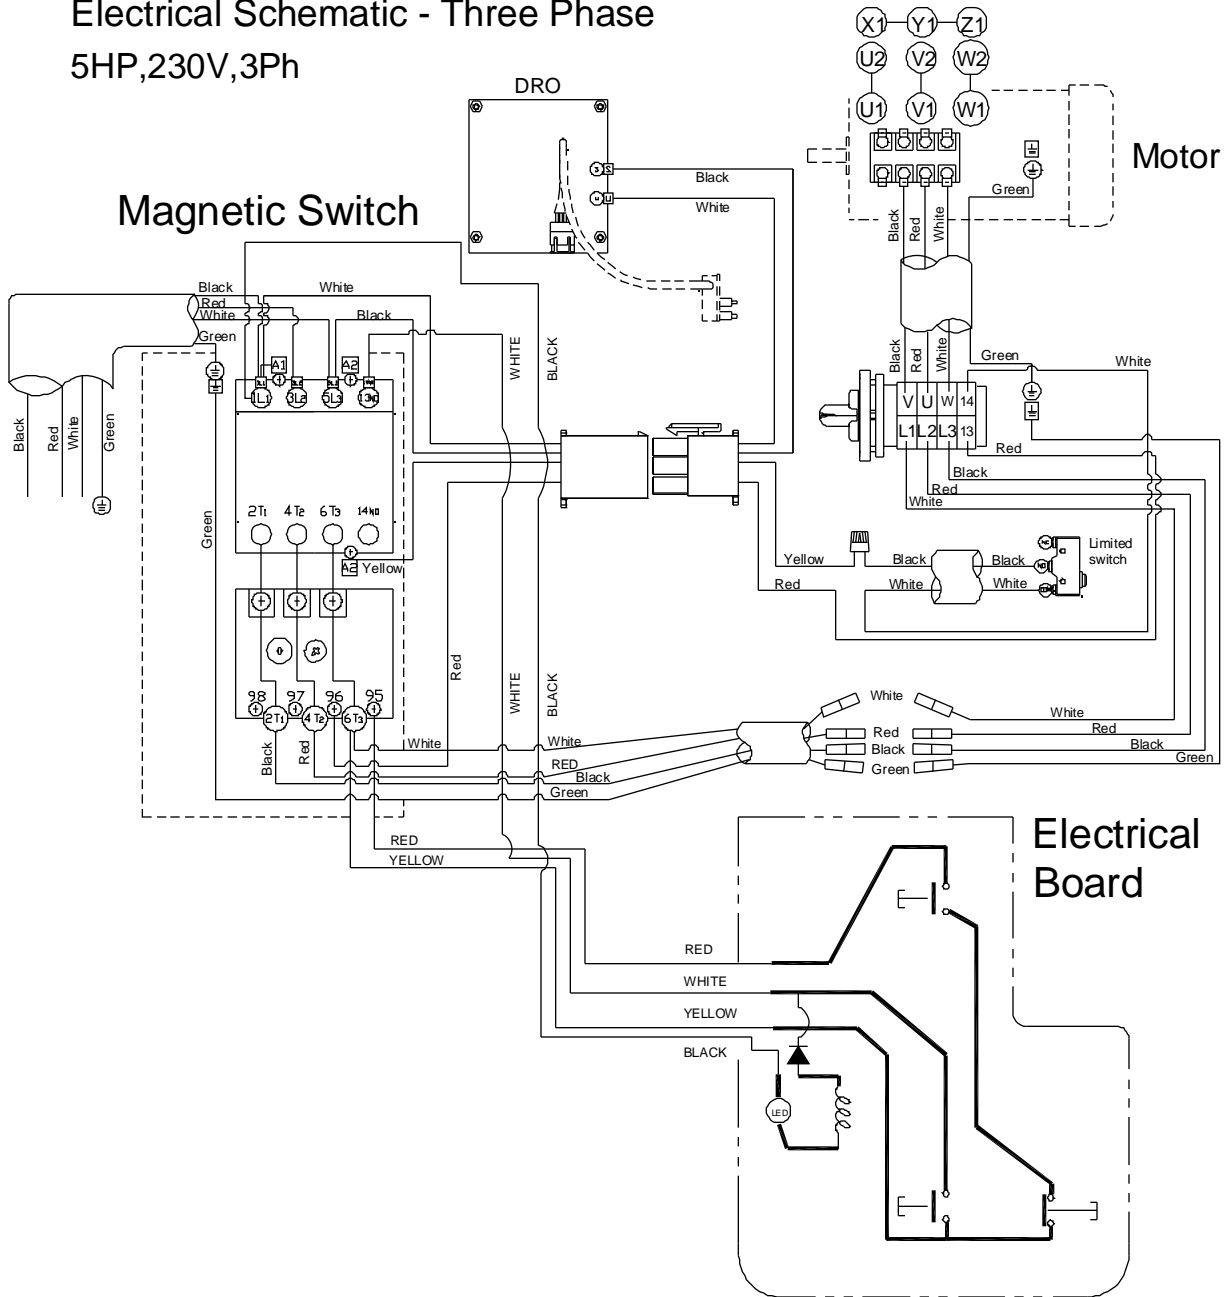 Electrical Schematic - Three Phase
5HP,230V,3Ph
X1 Y1 Z1
U2 V2 W2
U1 V1 W1
DRO
Motor
Black
White
Green
Black
Red
White
Magnetic Switch
Black
Red
White
Green
White
Black
A1
A2
1L1 3L2 5L3 13NO
WHITE
BLACK
Black
Red
White
Green
Black
Red
White
Green
White
V U W 14
L1 L2 L3 13
Red
Black
Red
White
2T1 4T2 6T3 14NO
A2
Yellow
Green
Yellow
Red
Black
White
Black
White
NC
NO
Limited
switch
98 97 96 95
2T1 4T2 6T3
Red
WHITE
BLACK
Black
Red
White
White
RED
Black
Green
White
Red
Black
Green
White
Red
Black
Green
RED
YELLOW
Electrical
Board
RED
WHITE
YELLOW
BLACK
LED